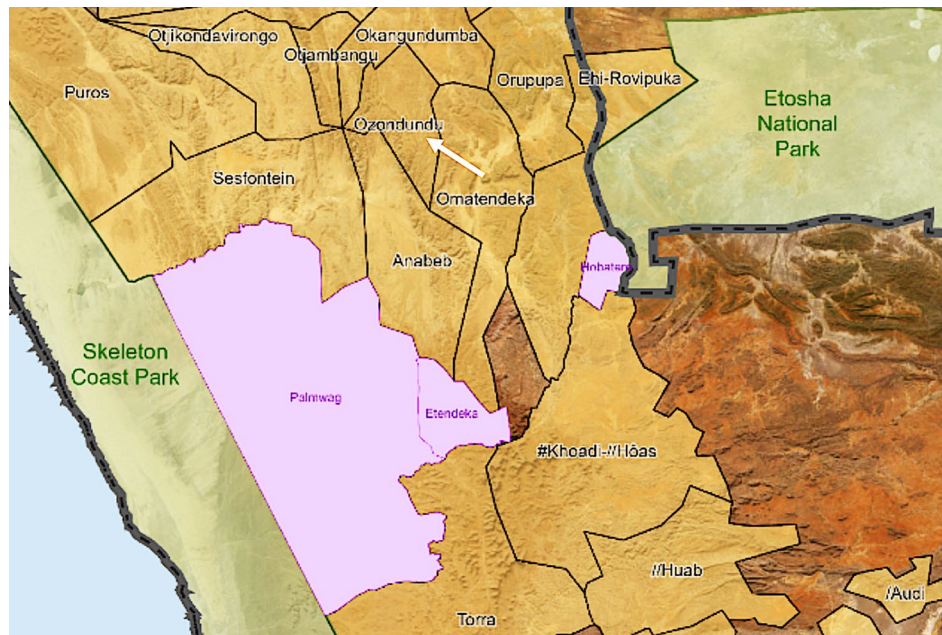 Otjikondavirongo
Okangundumba
Otjambangu
Orupupa
Ehi-Rovipuka
Puros
Etosha
National
Park
Ozondundu
Sesfontein
Omatendeka
Anabeb
Hobatere
Skeleton
Coast Park
Palmwag
Etendeka
#Khoadi-//Hôas
//Huab
//Audi
Torra